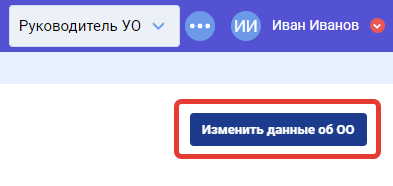 Руководитель УО ИИ Иван Иванов
Изменить данные об ОО